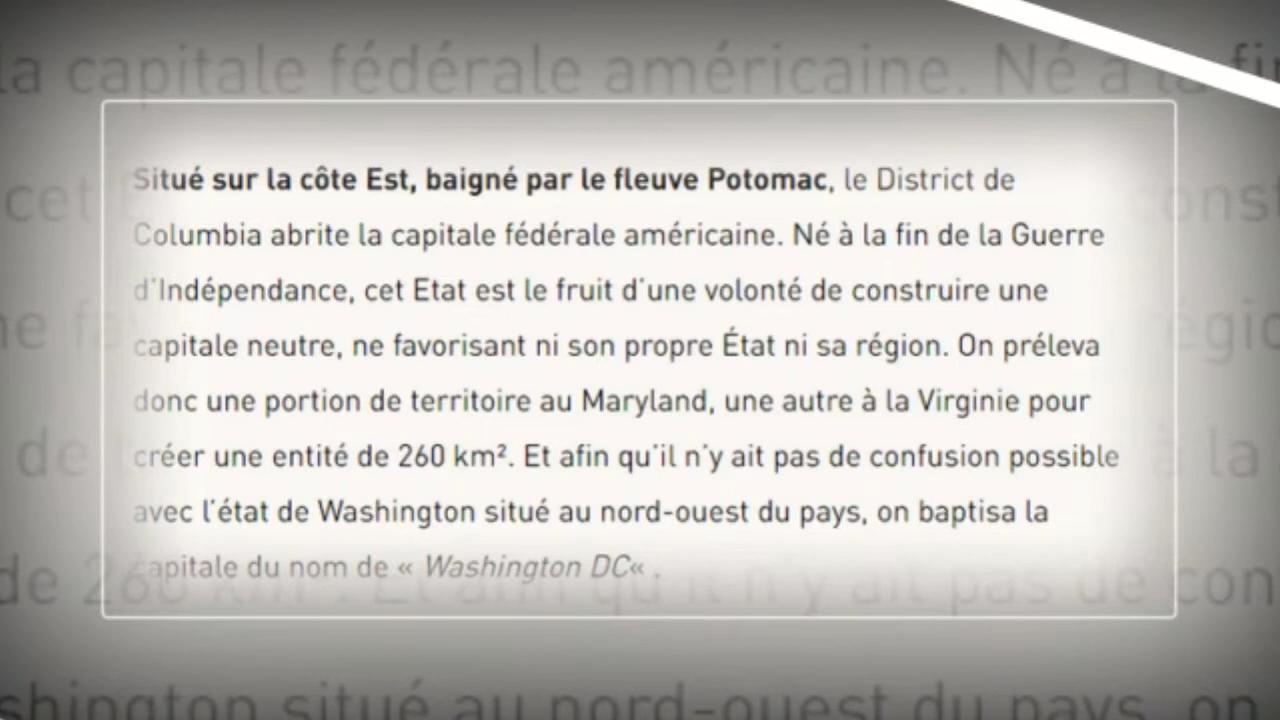 Situé sur la côte Est, baigné par le fleuve Potomac, le District de
Columbia abrite la capitale fédérale américaine. Né à la fin de la Guerre
d'Indépendance, cet Etat est le fruit d'une volonté de construire une
capitale neutre, ne favorisant ni son propre État ni sa région. On préleva
donc une portion de territoire au Maryland, une autre à la Virginie pour
créer une entité de 260 km². Et afin qu'il n'y ait pas de confusion possible
avec l'état de Washington situé au nord-ouest du pays, on baptisa la
capitale du nom de « Washington DC« .